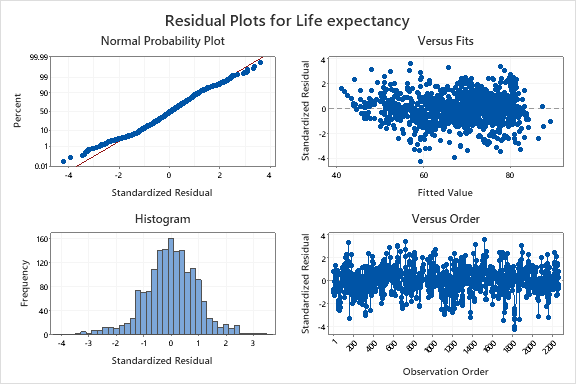 Residual Plots for Life expectancy
Normal Probability Plot
99.99
99
90
50
10
1
0.01
Percent
-4 -2 0 2 4
Standardized Residual
Versus Fits
4
2
0
-2
-4
Standardized Residual
40 60 80
Fitted Value
Histogram
160
120
80
40
0
Frequency
-4 -3 -2 -1 0 1 2 3
Standardized Residual
Versus Order
4
2
0
-2
-4
Standardized Residual
1 200 400 600 800 1000 1200 1400 1600 1800 2000 2200
Observation Order